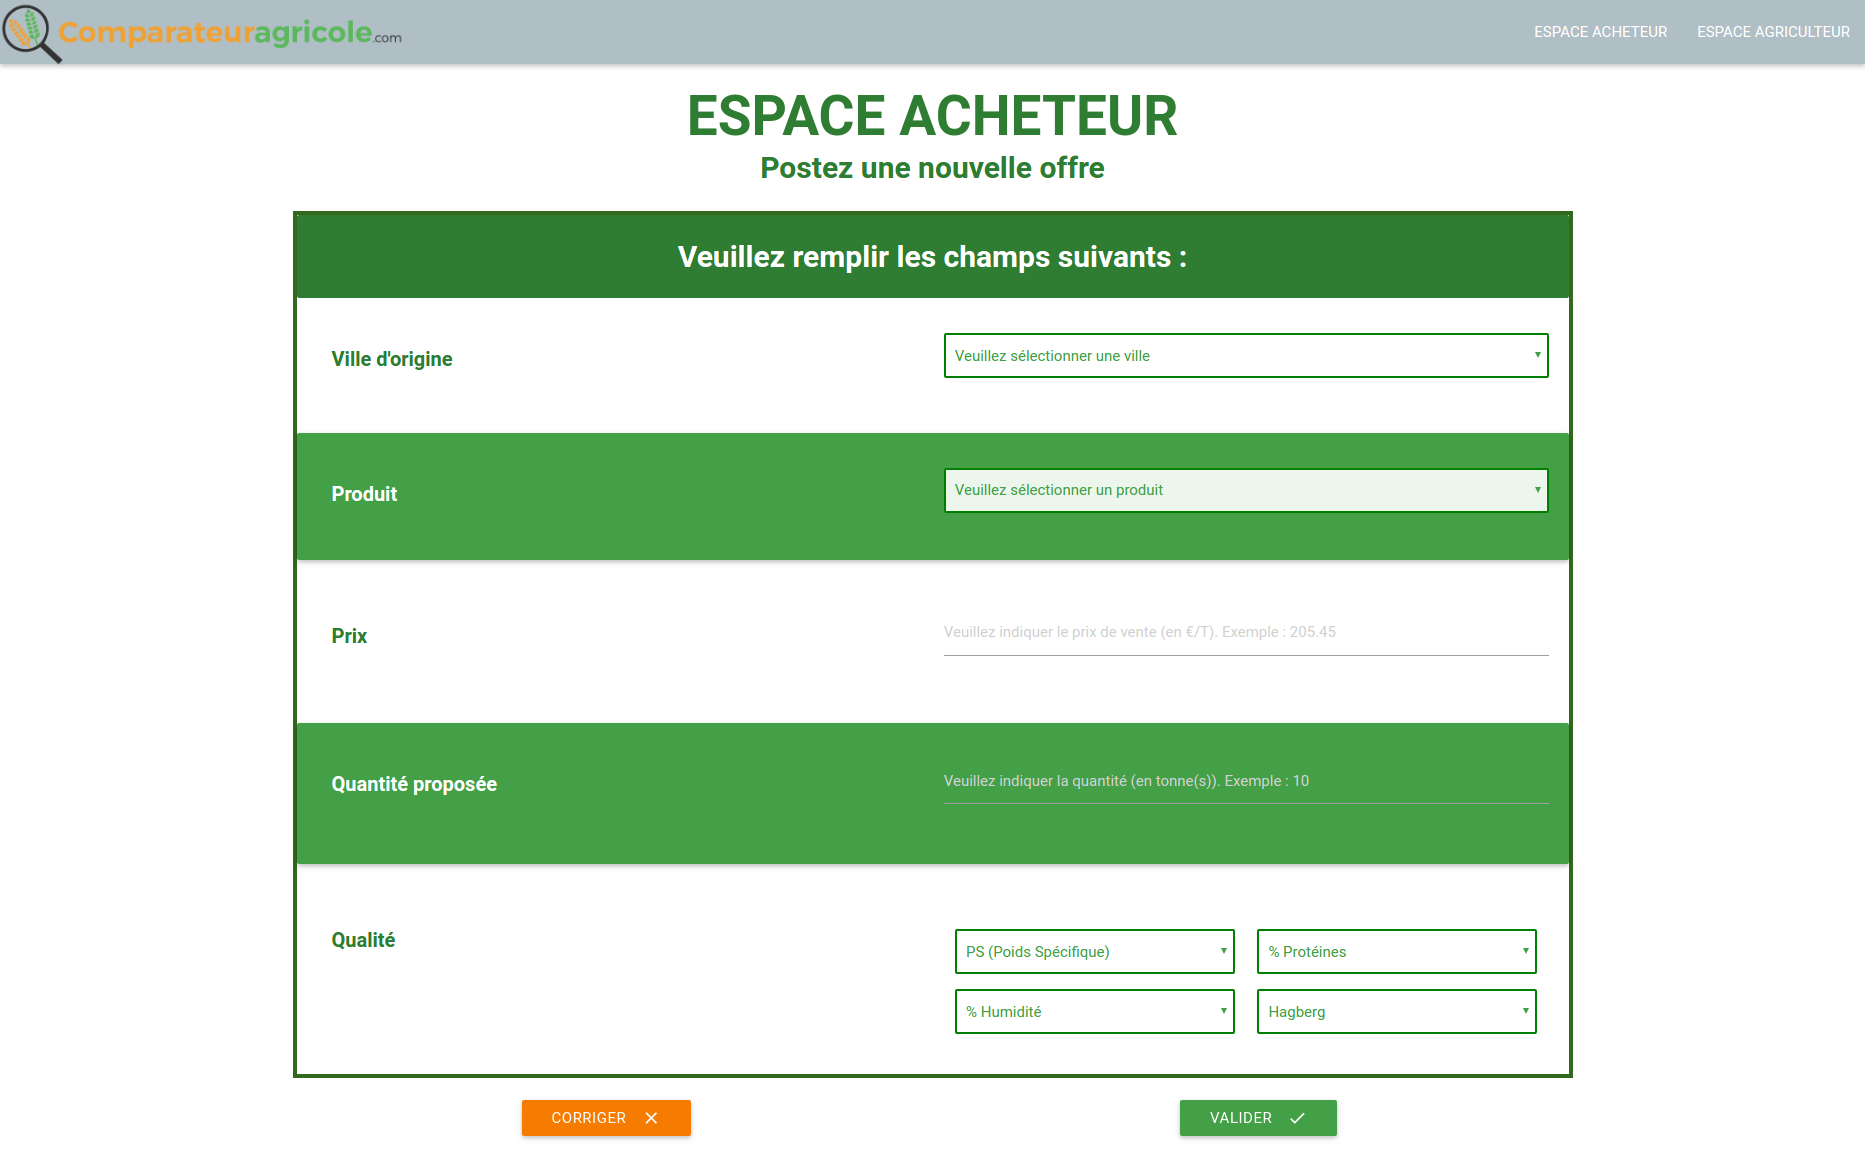 Comparateuragricole.com
ESPACE ACHETEUR ESPACE AGRICULTEUR
ESPACE ACHETEUR
Postez une nouvelle offre
Veuillez remplir les champs suivants :
Ville d'origine
Veuillez sélectionner une ville
Produit
Veuillez sélectionner un produit
Prix
Veuillez indiquer le prix de vente (en €/T). Exemple : 205.45
Quantité proposée
Veuillez indiquer la quantité (en tonne(s)). Exemple : 10
Qualité
PS (Poids Spécifique)
% Protéines
% Humidité
Hagberg
CORRIGER
VALIDER